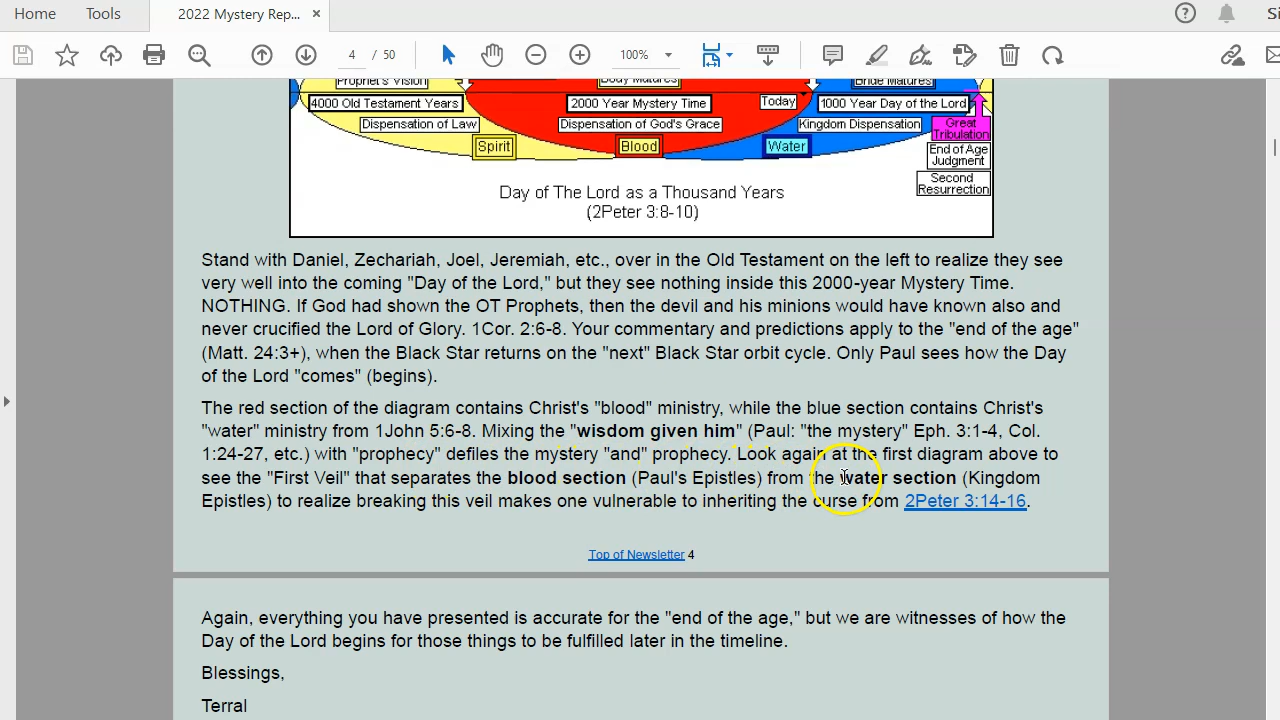 Home Tools 2022 Mystery Rep... × Si
4 / 50 100%
Prophet's Vision Body Matures Bride Matures
4000 Old Testament Years 2000 Year Mystery Time Today 1000 Year Day of the Lord
Dispensation of Law Dispensation of God's Grace Kingdom Dispensation Great
Tribulation
Spirit Blood Water End of Age
Judgment
Second
Resurrection
Day of The Lord as a Thousand Years
(2Peter 3:8-10)
Stand with Daniel, Zechariah, Joel, Jeremiah, etc., over in the Old Testament on the left to realize they see
very well into the coming "Day of the Lord," but they see nothing inside this 2000-year Mystery Time.
NOTHING. If God had shown the OT Prophets, then the devil and his minions would have known also and
never crucified the Lord of Glory. 1Cor. 2:6-8. Your commentary and predictions apply to the "end of the age"
(Matt. 24:3+), when the Black Star returns on the "next" Black Star orbit cycle. Only Paul sees how the Day
of the Lord "comes" (begins).
The red section of the diagram contains Christ's "blood" ministry, while the blue section contains Christ's
"water" ministry from 1John 5:6-8. Mixing the "wisdom given him" (Paul: "the mystery" Eph. 3:1-4, Col.
1:24-27, etc.) with "prophecy" defiles the mystery "and" prophecy. Look again at the first diagram above to
see the "First Veil" that separates the blood section (Paul's Epistles) from the water section (Kingdom
Epistles) to realize breaking this veil makes one vulnerable to inheriting the curse from 2Peter 3:14-16.
Top of Newsletter 4
Again, everything you have presented is accurate for the "end of the age," but we are witnesses of how the
Day of the Lord begins for those things to be fulfilled later in the timeline.
Blessings,
Terral